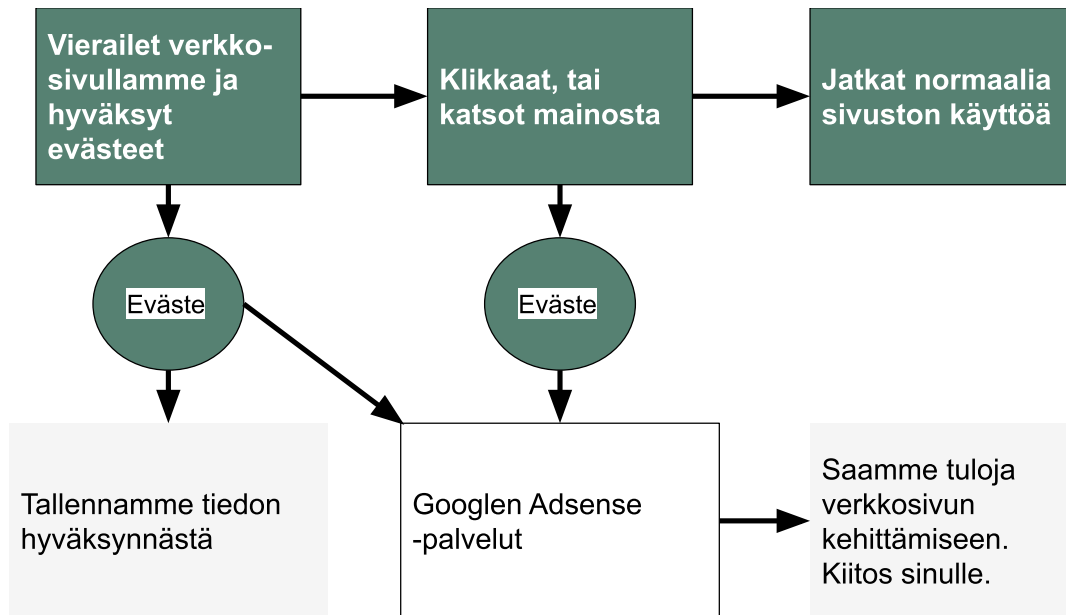 Vierailet verkko-
sivullamme ja
hyväksyt
evästeet
Klikkaat, tai
katsot mainosta
Jatkat normaalia
sivuston käyttöä
Eväste
Eväste
Tallennamme tiedon
hyväksynnästä
Googlen Adsense
-palvelut
Saamme tuloja
verkkosivun
kehittämiseen.
Kiitos sinulle.